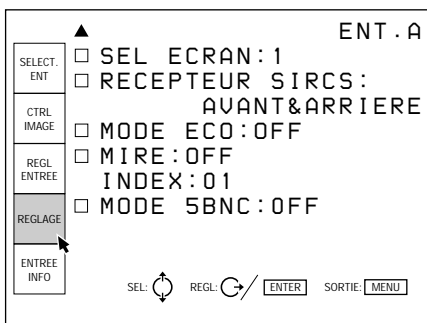 ENT.A
SELECT.
ENT
CTRL
IMAGE
REGL
ENTREE
REGLAGE
ENTREE
INFO
SEL ECRAN:1
RECEPTEUR SIRCS:
AVANT&ARRIERE
MODE ECO:OFF
MIRE:OFF
INDEX:01
MODE 5BNC:OFF
SEL: REGL: / ENTER SORTIE: MENU